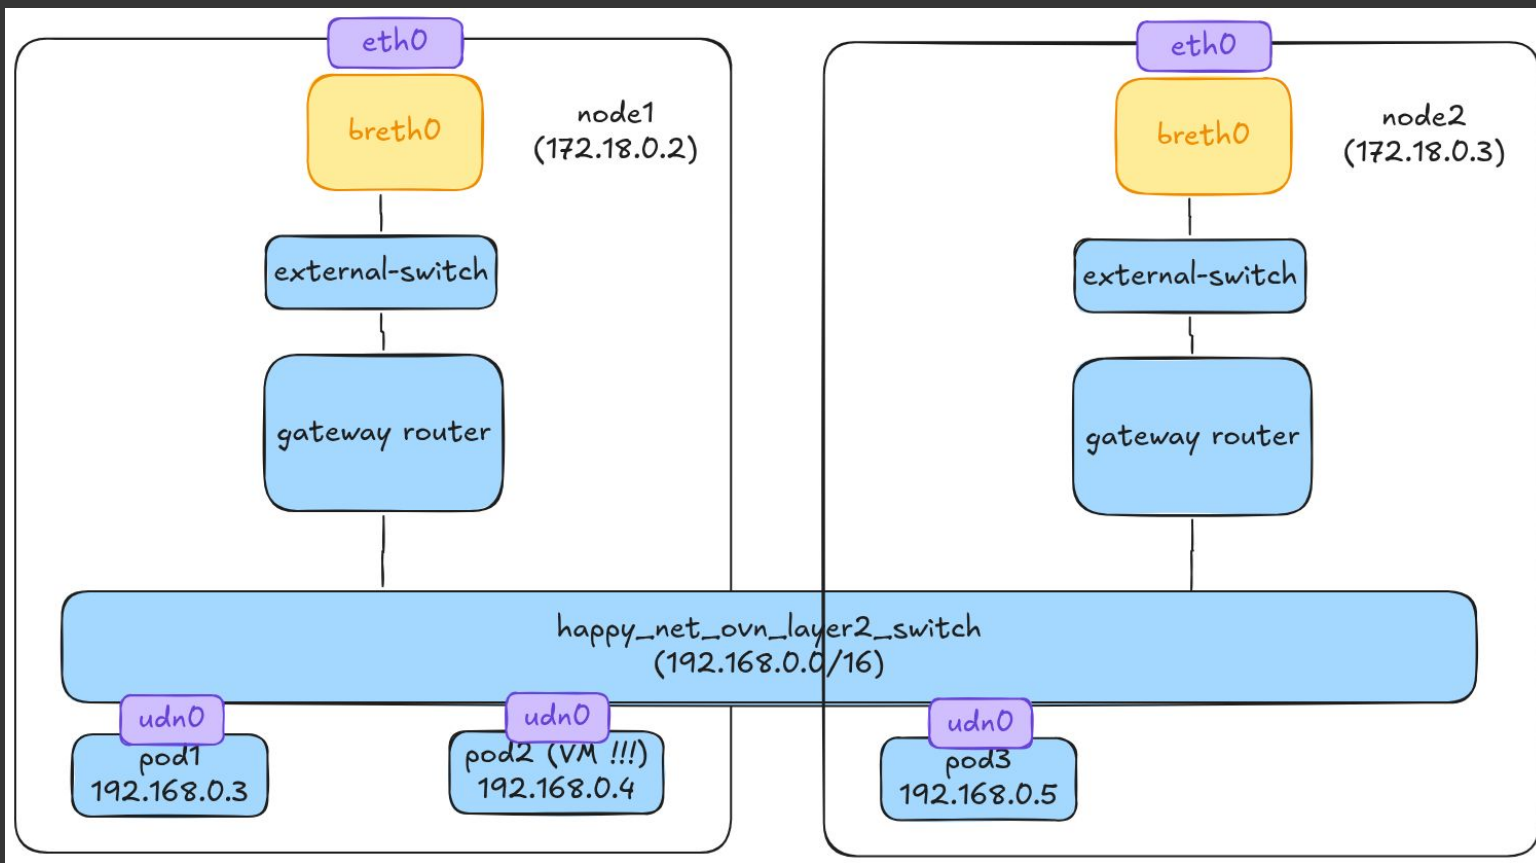 eth0
breth0
node1
(172.18.0.2)
external-switch
gateway router
eth0
breth0
node2
(172.18.0.3)
external-switch
gateway router
happy_net_ovn_layer2_switch
(192.168.0.0/16)
udn0
pod1
192.168.0.3
udn0
pod2 (VM !!!)
192.168.0.4
udn0
pod3
192.168.0.5